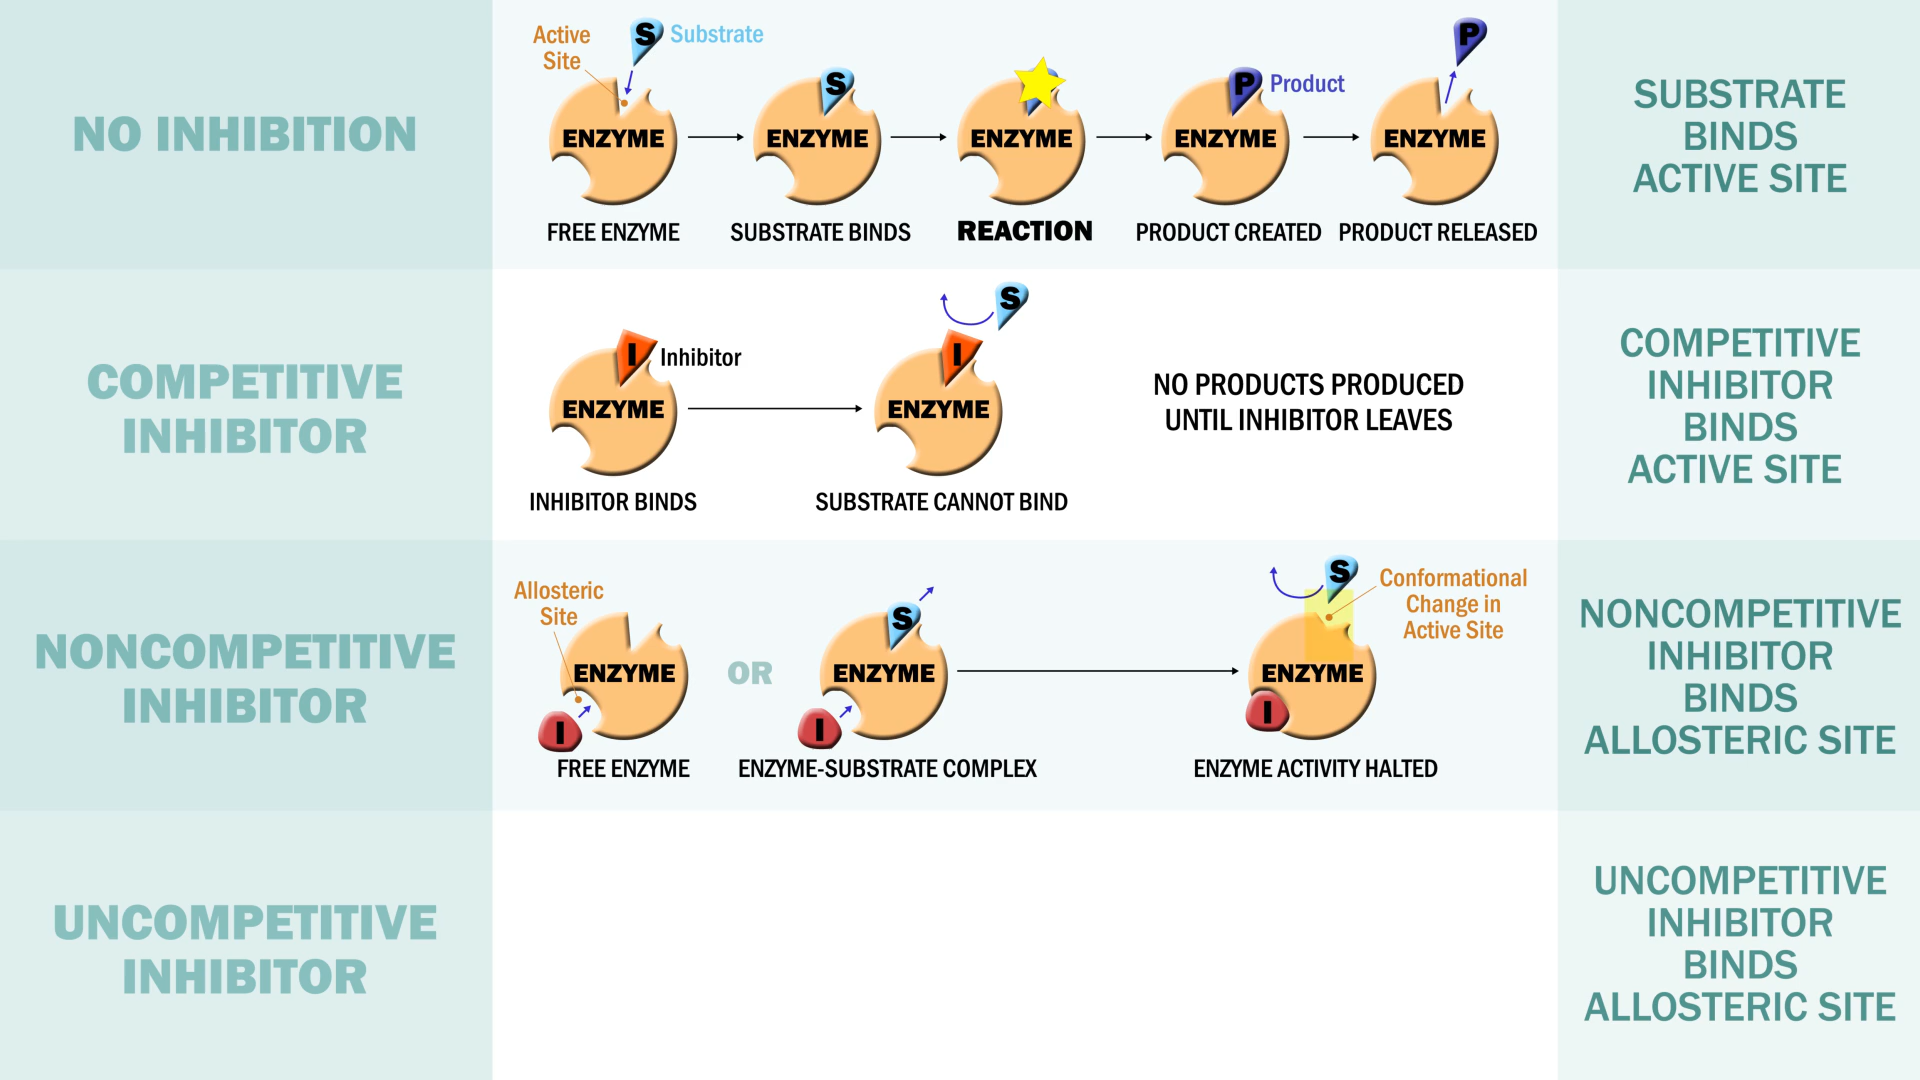 NO INHIBITION
Active
Site
S
Substrate
ENZYME
FREE ENZYME
S
ENZYME
SUBSTRATE BINDS
ENZYME
REACTION
P
Product
ENZYME
PRODUCT CREATED
P
ENZYME
PRODUCT RELEASED
SUBSTRATE
BINDS
ACTIVE SITE
COMPETITIVE
INHIBITOR
I
Inhibitor
ENZYME
INHIBITOR BINDS
S
I
ENZYME
SUBSTRATE CANNOT BIND
NO PRODUCTS PRODUCED
UNTIL INHIBITOR LEAVES
COMPETITIVE
INHIBITOR
BINDS
ACTIVE SITE
NONCOMPETITIVE
INHIBITOR
Allosteric
Site
ENZYME
I
FREE ENZYME
OR
S
ENZYME
I
ENZYME-SUBSTRATE COMPLEX
S
Conformational
Change in
Active Site
ENZYME
I
ENZYME ACTIVITY HALTED
NONCOMPETITIVE
INHIBITOR
BINDS
ALLOSTERIC SITE
UNCOMPETITIVE
INHIBITOR
UNCOMPETITIVE
INHIBITOR
BINDS
ALLOSTERIC SITE